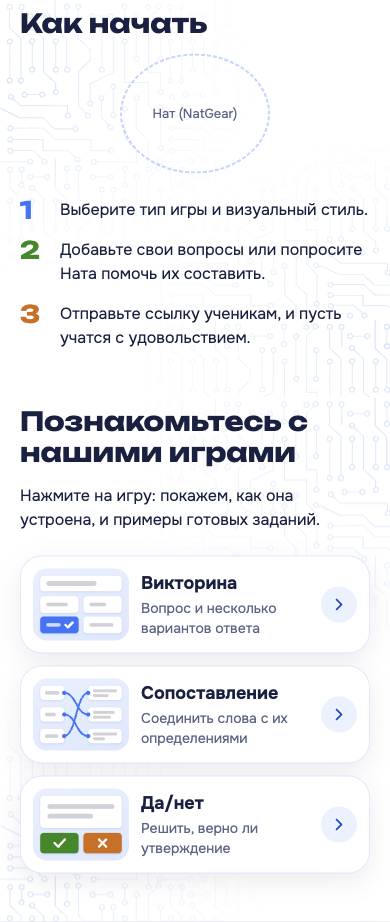 Как начать
Нат (NatGear)
1 Выберите тип игры и визуальный стиль.
2 Добавьте свои вопросы или попросите
Ната помочь их составить.
3 Отправьте ссылку ученикам, и пусть
учатся с удовольствием.
Познакомьтесь с
нашими играми
Нажмите на игру: покажем, как она
устроена, и примеры готовых заданий.
Викторина
Вопрос и несколько
вариантов ответа
Сопоставление
Соединить слова с их
определениями
Да/нет
Решить, верно ли
утверждение